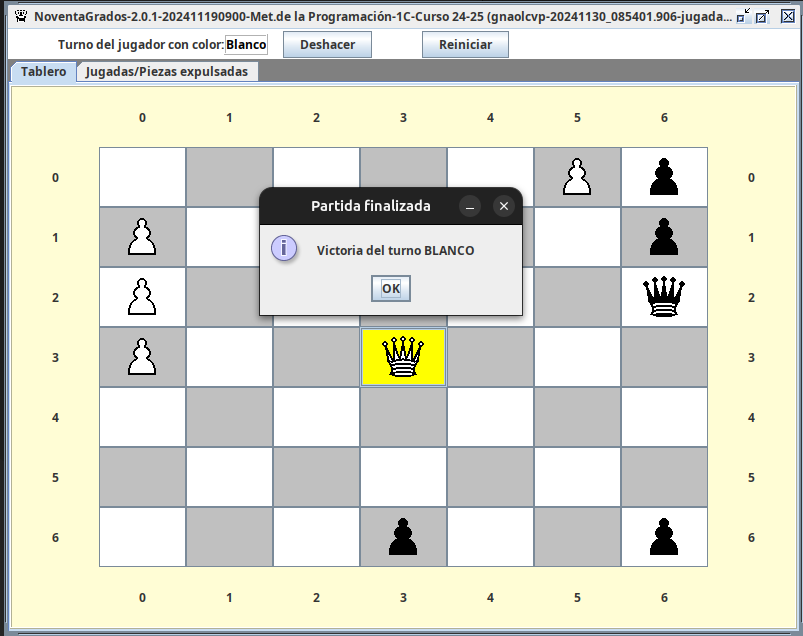 NoventaGrados-2.0.1-202411190900-Met.de la Programación-1C-Curso 24-25 (gnaolcvp-20241130_085401.906-jugada...
Turno del jugador con color: Blanco Deshacer Reiniciar
Tablero Jugadas/Piezas expulsadas
0 1 2 3 4 5 6
0 0
Partida finalizada
1 1
Victoria del turno BLANCO
OK
2 2
3 3
4 4
5 5
6 6
0 1 2 3 4 5 6